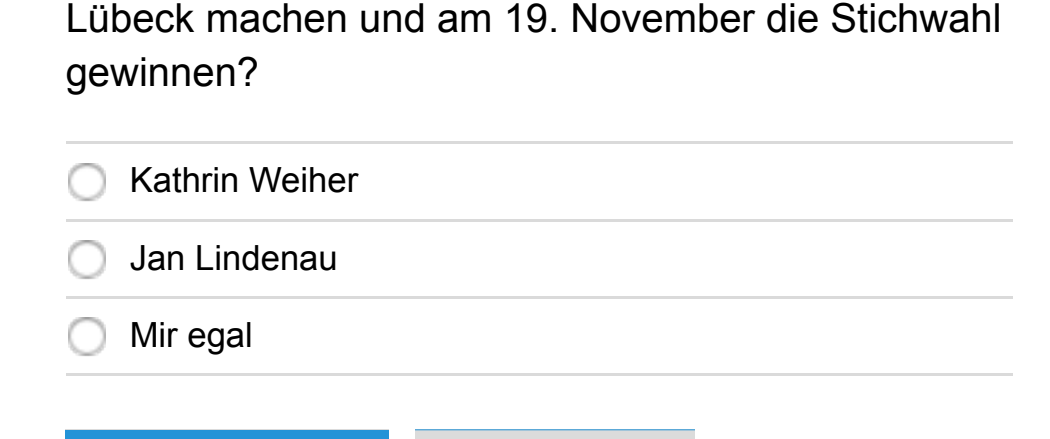 Lübeck machen und am 19. November die Stichwahl
gewinnen?
Kathrin Weiher
Jan Lindenau
Mir egal